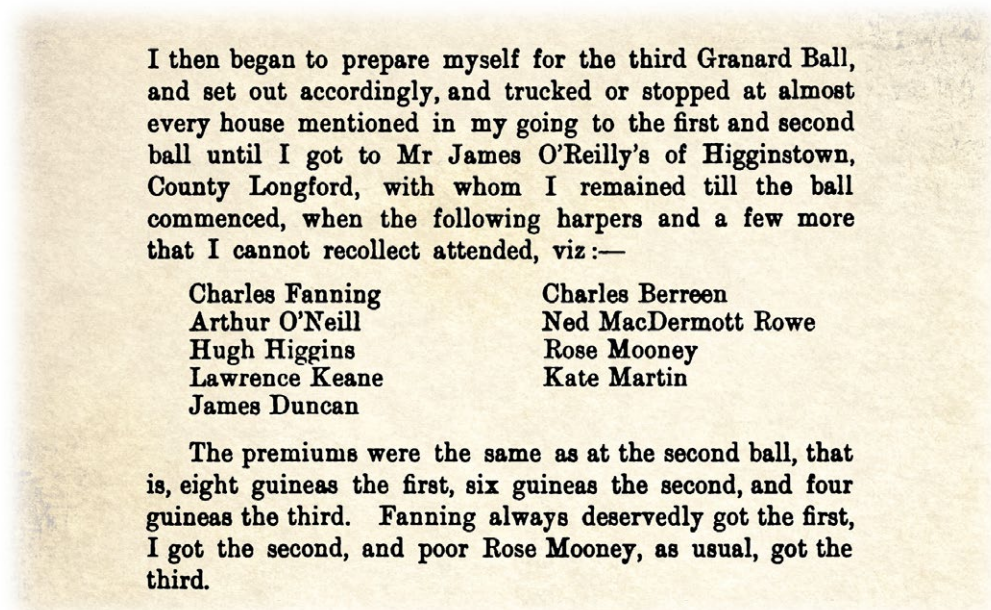 I then began to prepare myself for the third Granard Ball,
and set out accordingly, and trucked or stopped at almost
every house mentioned in my going to the first and second
ball until I got to Mr James O'Reilly's of Higginstown,
County Longford, with whom I remained till the ball
commenced, when the following harpers and a few more
that I cannot recollect attended, viz:—
Charles Fanning
Arthur O'Neill
Hugh Higgins
Lawrence Keane
James Duncan
Charles Berreen
Ned MacDermott Rowe
Rose Mooney
Kate Martin
The premiums were the same as at the second ball, that
is, eight guineas the first, six guineas the second, and four
guineas the third. Fanning always deservedly got the first,
I got the second, and poor Rose Mooney, as usual, got the
third.